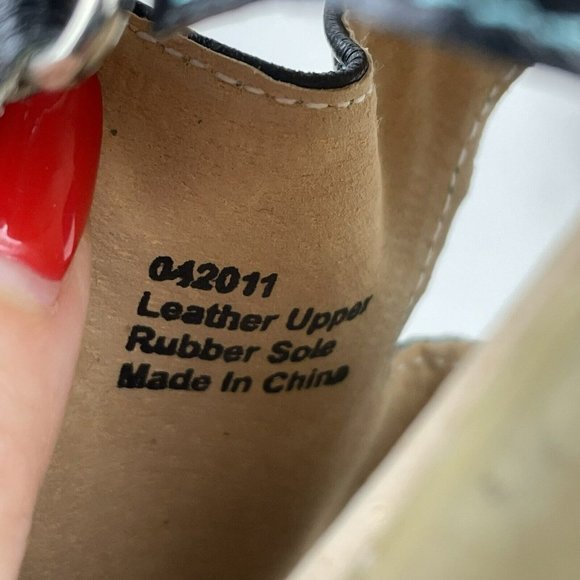 042011
Leather Upper
Rubber Sole
Made In China